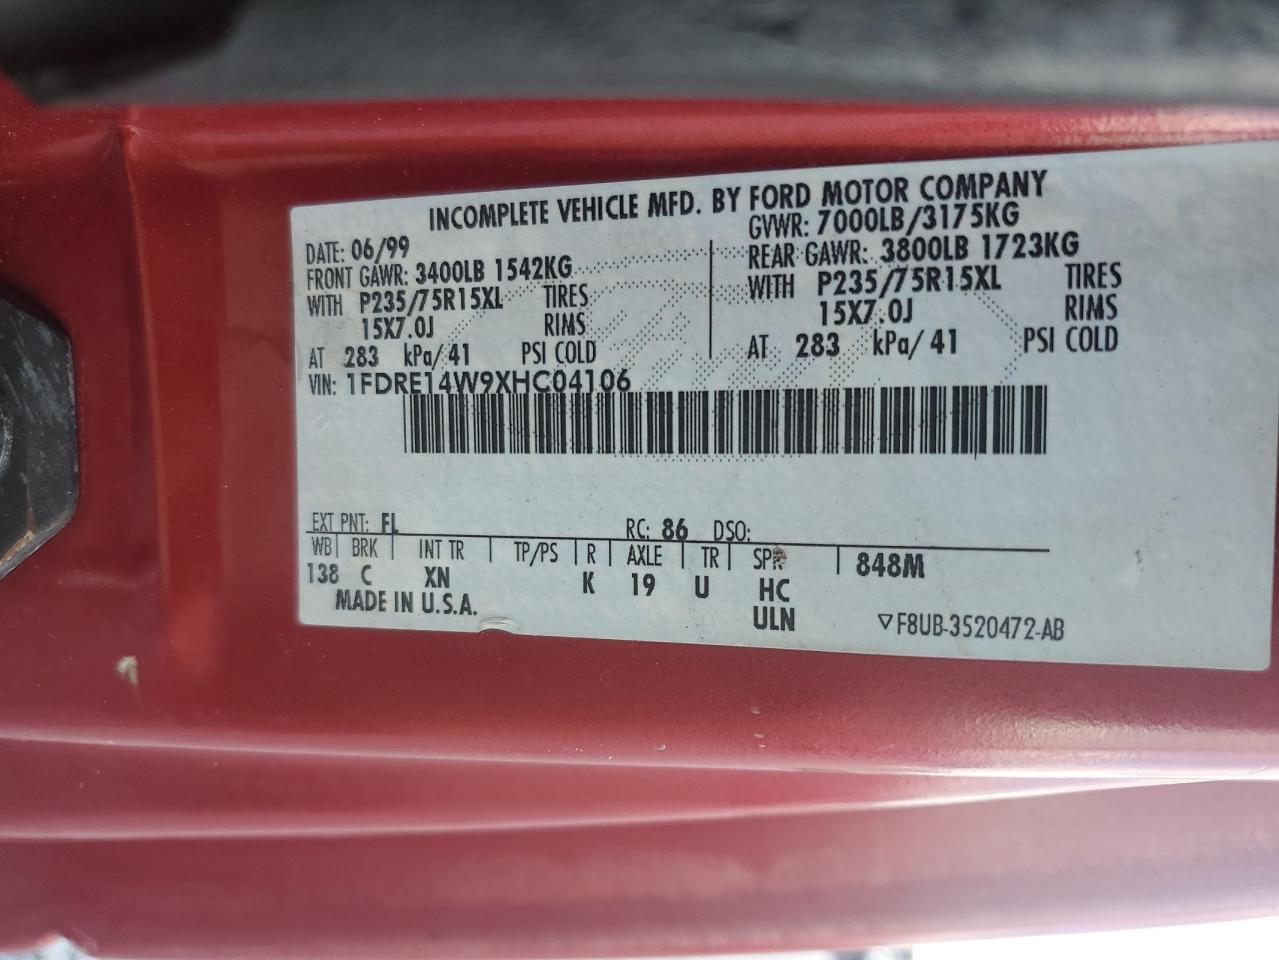 INCOMPLETE VEHICLE MFD. BY FORD MOTOR COMPANY
DATE: 06/99 GVWR: 7000LB/3175KG
FRONT GAWR: 3400LB 1542KG REAR GAWR: 3800LB 1723KG
WITH P235/75R15XL TIRES WITH P235/75R15XL TIRES
15X7.0J RIMS 15X7.0J RIMS
AT 283 kPa/41 PSI COLD AT 283 kPa/41 PSI COLD
VIN: 1FDRE14W9XHC04106
EXT PNT: FL RC: 86 DSO:
WB BRK INT TR TP/PS R AXLE TR SPR 848M
138 C XN K 19 U HC
MADE IN U.S.A. ULN ▽F8UB-3520472-AB